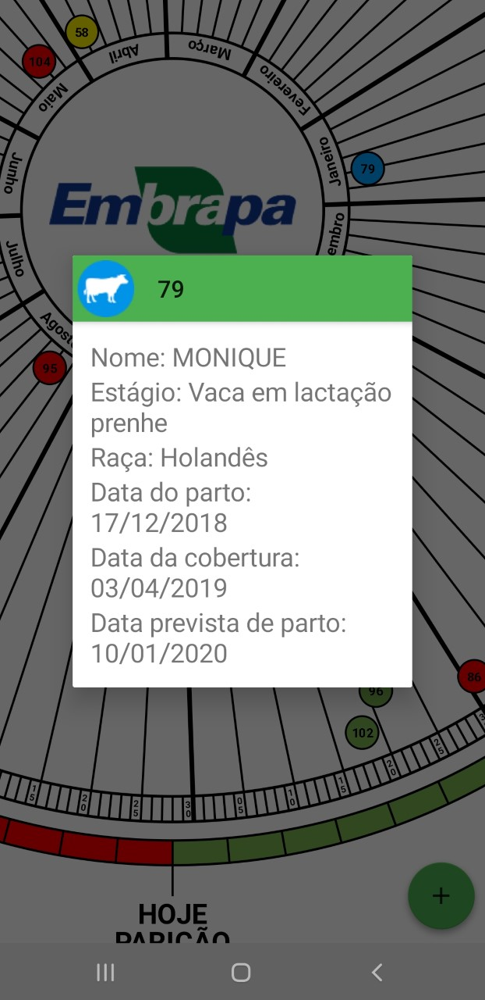 58
104
Abril
Março
Maio
Fevereiro
Junho
Janeiro
79
Embrapa
embro
Julho
Agost
95
79
Nome: MONIQUE
Estágio: Vaca em lactação
prenhe
Raça: Holandês
Data do parto:
17/12/2018
Data da cobertura:
03/04/2019
Data prevista de parto:
10/01/2020
86
96
102
15
20
25
30
05
10
15
20
25
HOJE
PARIÇÃO
+